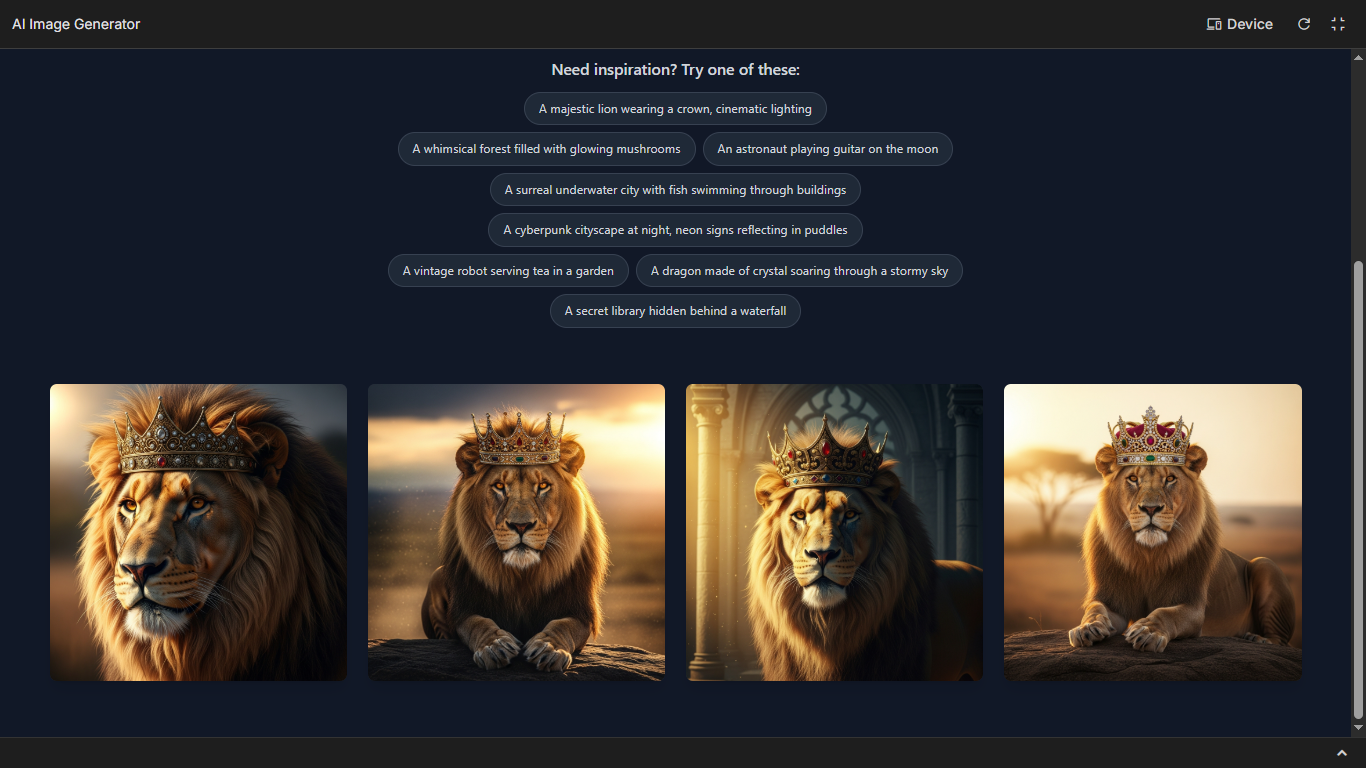 AI Image Generator
Device
Need inspiration? Try one of these:
A majestic lion wearing a crown, cinematic lighting
A whimsical forest filled with glowing mushrooms
An astronaut playing guitar on the moon
A surreal underwater city with fish swimming through buildings
A cyberpunk cityscape at night, neon signs reflecting in puddles
A vintage robot serving tea in a garden
A dragon made of crystal soaring through a stormy sky
A secret library hidden behind a waterfall